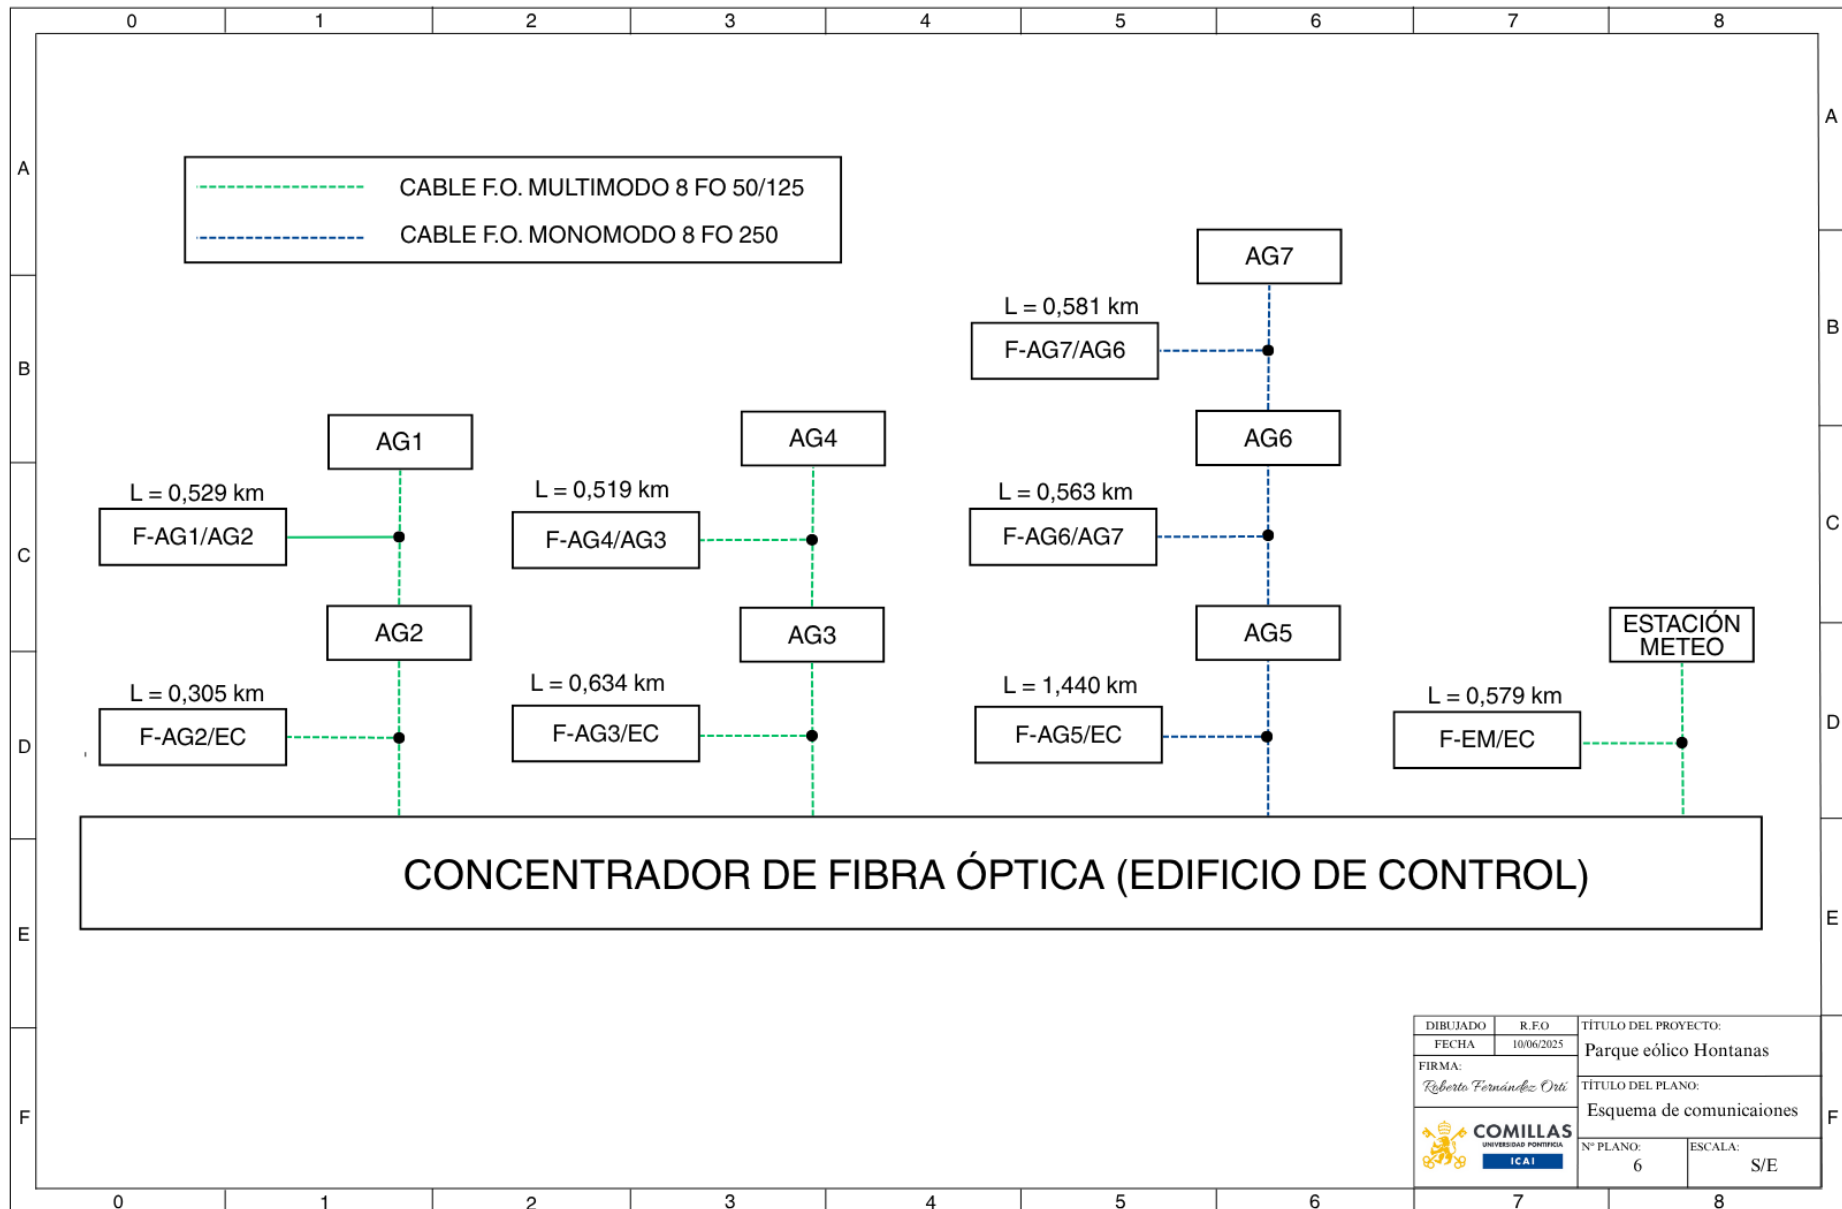 0 1 2 3 4 5 6 7 8
A
A
CABLE F.O. MULTIMODO 8 FO 50/125
CABLE F.O. MONOMODO 8 FO 250
AG7
L = 0,581 km
F-AG7/AG6
B
B
AG1
AG4
AG6
L = 0,529 km
L = 0,519 km
L = 0,563 km
F-AG1/AG2
F-AG4/AG3
F-AG6/AG7
C
C
AG2
AG3
AG5
ESTACIÓN
METEO
L = 0,305 km
L = 0,634 km
L = 1,440 km
L = 0,579 km
F-AG2/EC
F-AG3/EC
F-AG5/EC
F-EM/EC
D
D
CONCENTRADOR DE FIBRA ÓPTICA (EDIFICIO DE CONTROL)
E
E
DIBUJADO R.F.O
FECHA 10/06/2025
FIRMA:
Roberto Fernández Orti
TÍTULO DEL PROYECTO:
Parque eólico Hontanas
TÍTULO DEL PLANO:
Esquema de comunicaiones
COMILLAS
UNIVERSIDAD PONTIFICIA
ICAI
Nº PLANO:
6
ESCALA:
S/E
F
F
0 1 2 3 4 5 6 7 8